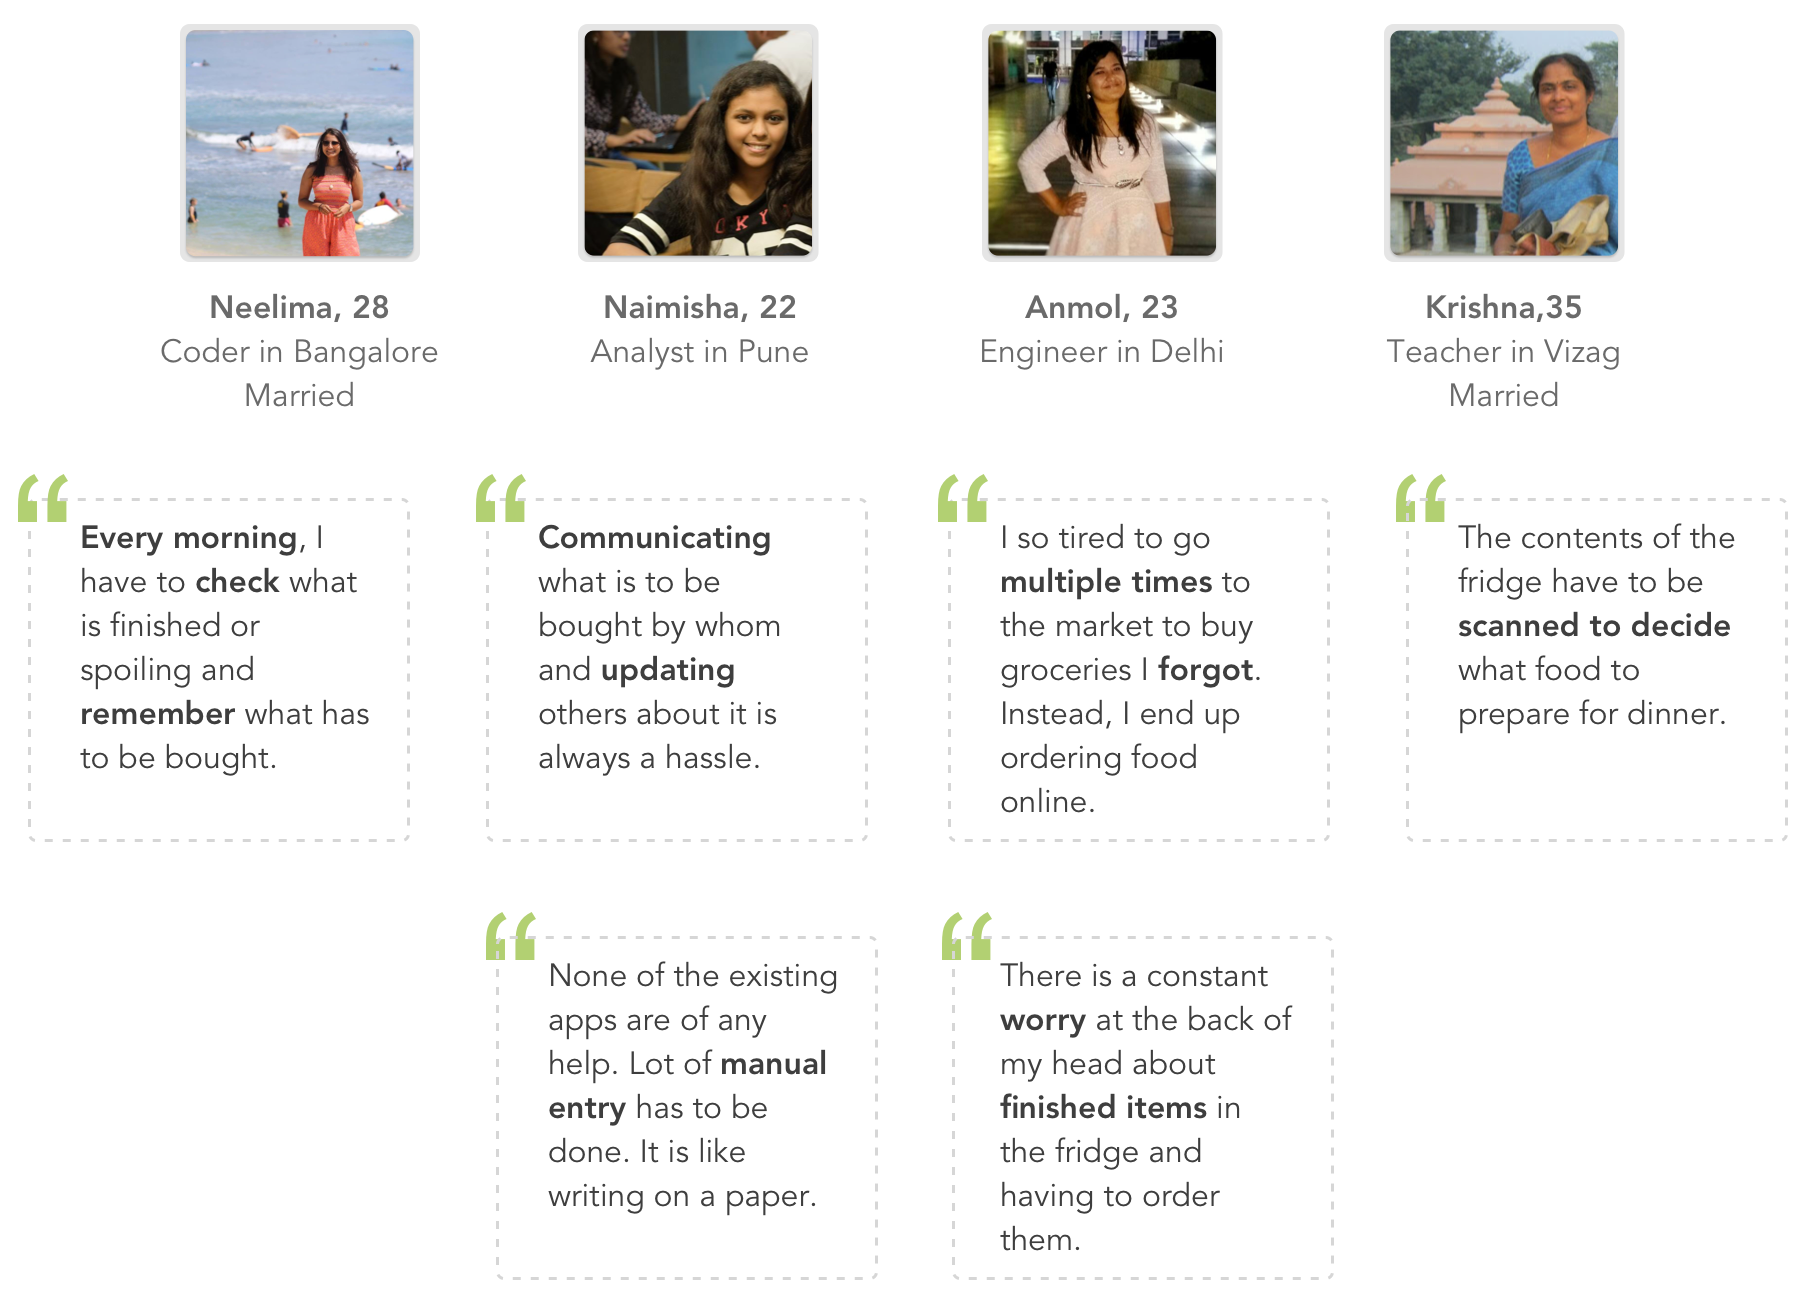 Neelima, 28
Coder in Bangalore
Married
Naimisha, 22
Analyst in Pune
Anmol, 23
Engineer in Delhi
Krishna,35
Teacher in Vizag
Married
“
Every morning, I
have to check what
is finished or
spoiling and
remember what has
to be bought.
“
Communicating
what is to be
bought by whom
and updating
others about it is
always a hassle.
“
I so tired to go
multiple times to
the market to buy
groceries I forgot.
Instead, I end up
ordering food
online.
“
The contents of the
fridge have to be
scanned to decide
what food to
prepare for dinner.
“
None of the existing
apps are of any
help. Lot of manual
entry has to be
done. It is like
writing on a paper.
“
There is a constant
worry at the back of
my head about
finished items in
the fridge and
having to order
them.